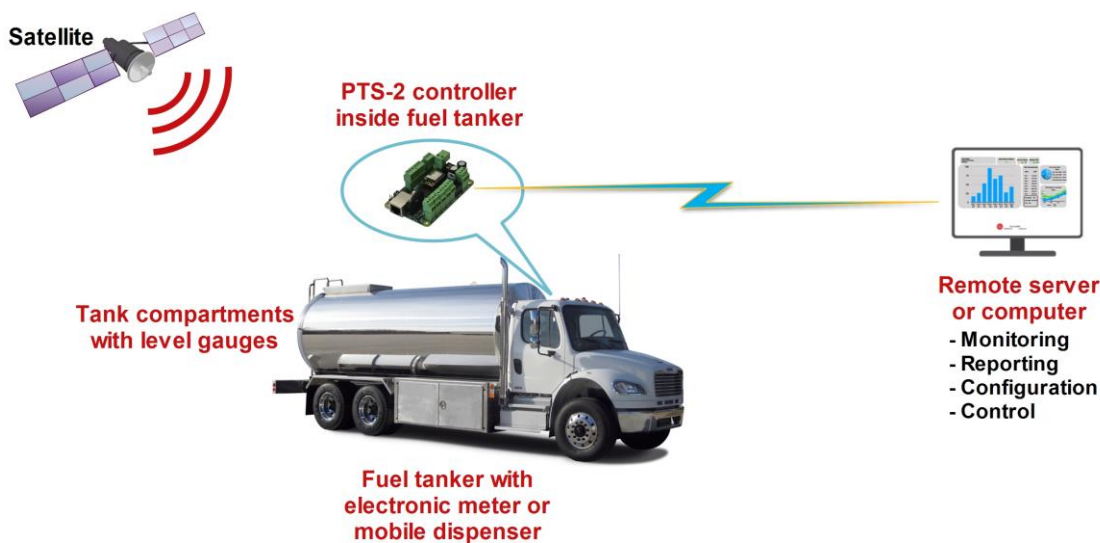 Satellite
PTS-2 controller
inside fuel tanker
Tank compartments
with level gauges
Fuel tanker with
electronic meter or
mobile dispenser
Remote server
or computer
- Monitoring
- Reporting
- Configuration
- Control